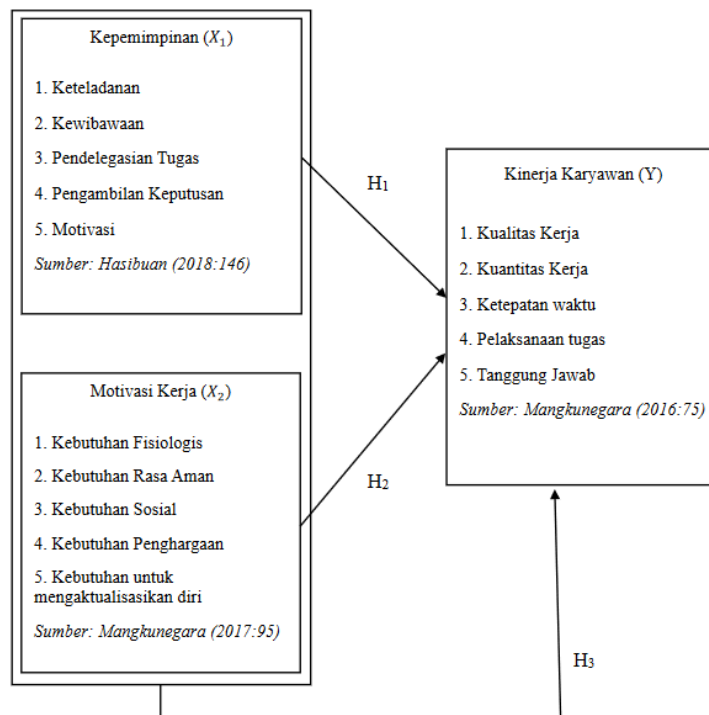 Kepemimpinan (X₁)
1. Keteladanan
2. Kewibawaan
3. Pendelegasian Tugas
4. Pengambilan Keputusan
5. Motivasi
Sumber: Hasibuan (2018:146)
Motivasi Kerja (X₂)
1. Kebutuhan Fisiologis
2. Kebutuhan Rasa Aman
3. Kebutuhan Sosial
4. Kebutuhan Penghargaan
5. Kebutuhan untuk
mengaktualisasikan diri
Sumber: Mangkunegara (2017:95)
H₁
H₂
Kinerja Karyawan (Y)
1. Kualitas Kerja
2. Kuantitas Kerja
3. Ketepatan waktu
4. Pelaksanaan tugas
5. Tanggung Jawab
Sumber: Mangkunegara (2016:75)
H₃